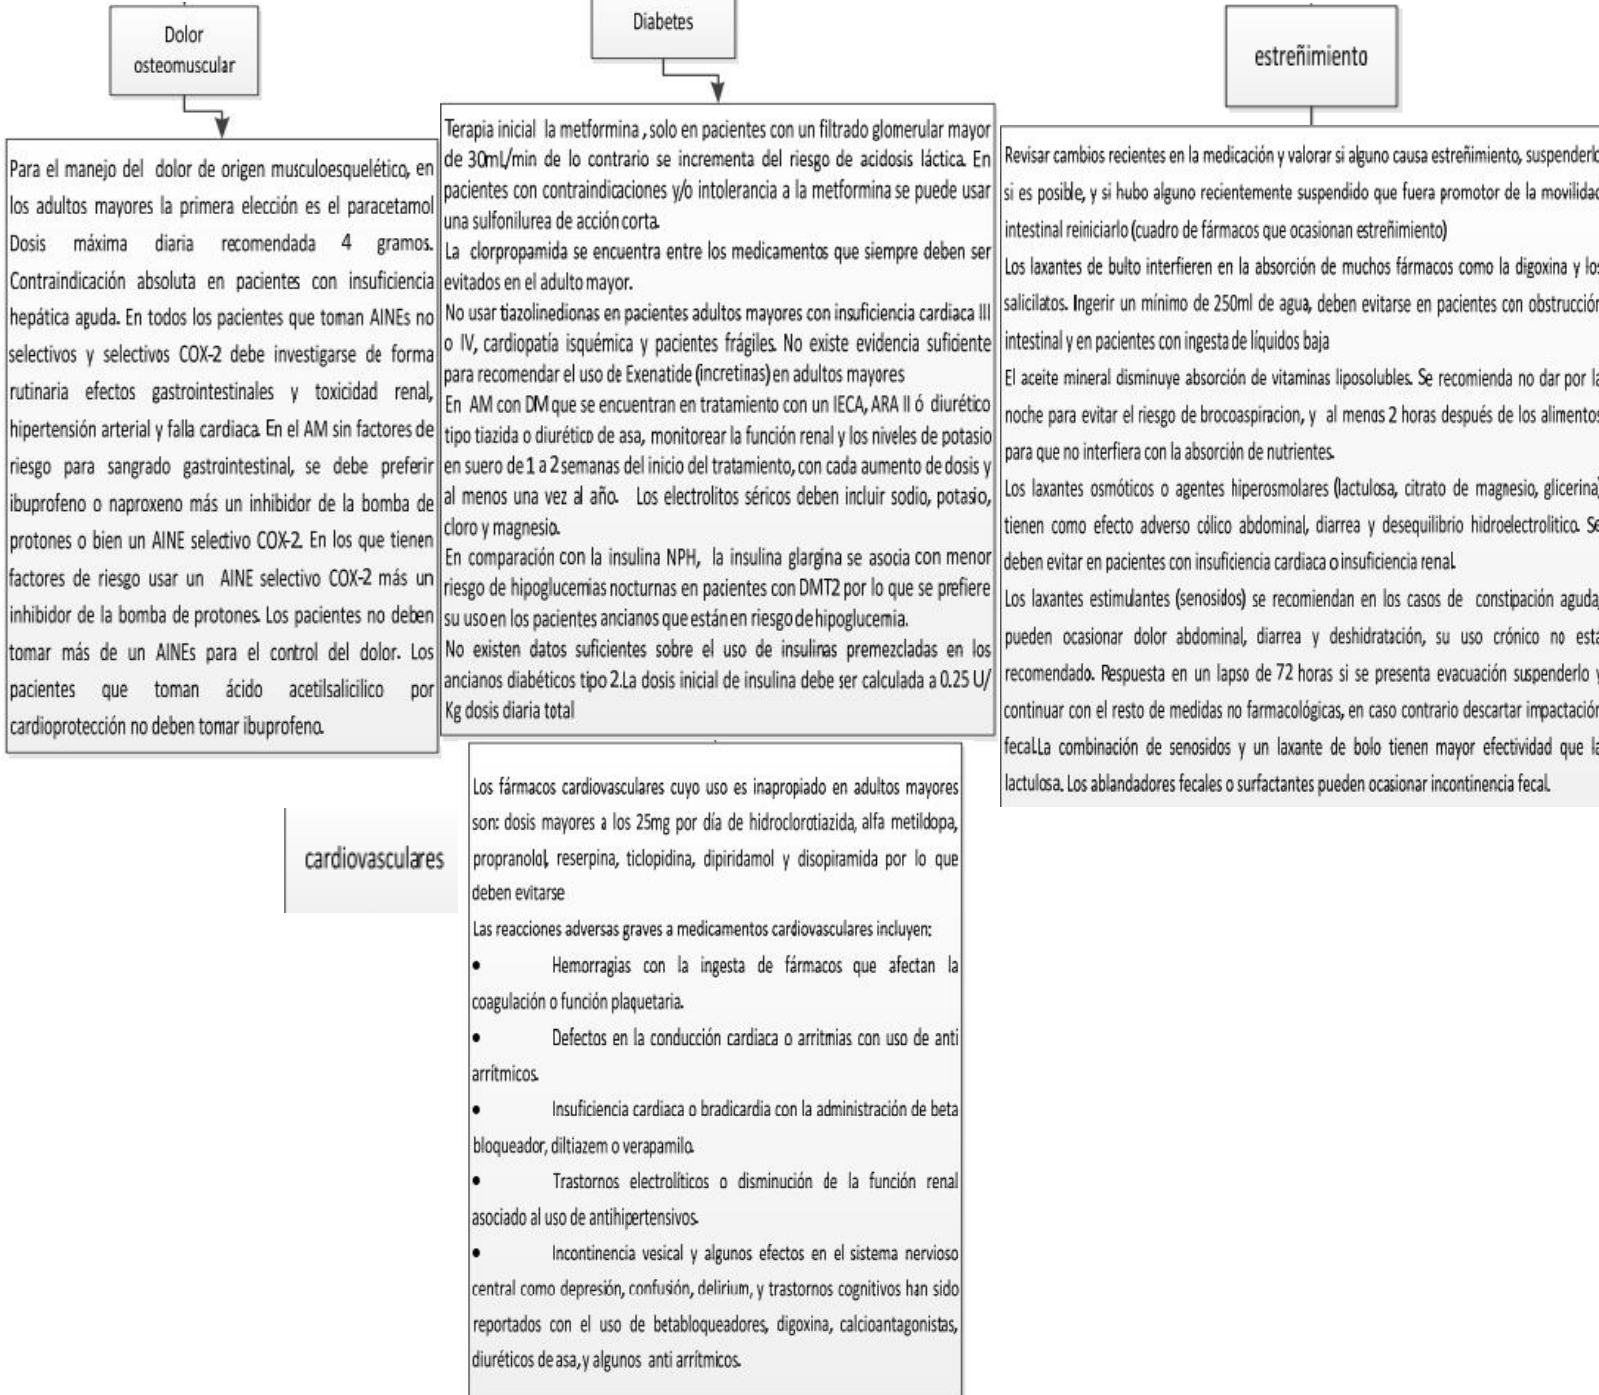 Dolor
osteomuscular
Para el manejo del dolor de origen musculoesquelético, en
los adultos mayores la primera elección es el paracetamol
Dosis máxima diaria recomendada 4 gramos.
Contraindicación absoluta en pacientes con insuficiencia
hepática aguda. En todos los pacientes que toman AINEs no
selectivos y selectivos COX-2 debe investigarse de forma
rutinaria efectos gastrointestinales y toxicidad renal,
hipertensión arterial y falla cardiaca. En el AM sin factores de
riesgo para sangrado gastrointestinal, se debe preferir
ibuprofeno o naproxeno más un inhibidor de la bomba de
protones o bien un AINE selectivo COX-2. En los que tienen
factores de riesgo usar un AINE selectivo COX-2 más un
inhibidor de la bomba de protones. Los pacientes no deben
tomar más de un AINEs para el control del dolor. Los
pacientes que toman ácido acetilsalicilico por
cardioprotección no deben tomar ibuprofeno.
Diabetes
Terapia inicial la metformina , solo en pacientes con un filtrado glomerular mayor
de 30mL/min de lo contrario se incrementa del riesgo de acidosis láctica. En
pacientes con contraindicaciones y/o intolerancia a la metformina se puede usar
una sulfonilurea de acción corta.
La clorpropamida se encuentra entre los medicamentos que siempre deben ser
evitados en el adulto mayor.
No usar tiazolinedionas en pacientes adultos mayores con insuficiencia cardiaca III
o IV, cardiopatía isquémica y pacientes frágiles. No existe evidencia suficiente
para recomendar el uso de Exenatide (incretinas) en adultos mayores
En AM con DM que se encuentran en tratamiento con un IECA, ARA II ó diurético
tipo tiazida o diurético de asa, monitorear la función renal y los niveles de potasio
en suero de 1 a 2 semanas del inicio del tratamiento, con cada aumento de dosis y
al menos una vez al año. Los electrolitos séricos deben incluir sodio, potasio,
cloro y magnesio.
En comparación con la insulina NPH, la insulina glargina se asocia con menor
riesgo de hipoglucemias nocturnas en pacientes con DMT2 por lo que se prefiere
su uso en los pacientes ancianos que están en riesgo de hipoglucemia.
No existen datos suficientes sobre el uso de insulinas premezcladas en los
ancianos diabéticos tipo 2.La dosis inicial de insulina debe ser calculada a 0.25 U/
Kg dosis diaria total
estreñimiento
Revisar cambios recientes en la medicación y valorar si alguno causa estreñimiento, suspenderlo
si es posible, y si hubo alguno recientemente suspendido que fuera promotor de la movilidad
intestinal reiniciarlo (cuadro de fármacos que ocasionan estreñimiento)
Los laxantes de bulto interfieren en la absorción de muchos fármacos como la digoxina y los
salicilatos. Ingerir un mínimo de 250ml de agua, deben evitarse en pacientes con obstrucción
intestinal y en pacientes con ingesta de líquidos baja
El aceite mineral disminuye absorción de vitaminas liposolubles. Se recomienda no dar por la
noche para evitar el riesgo de brocoaspiracion, y al menas 2 horas después de los alimentos
para que no interfiera con la absorción de nutrientes.
Los laxantes osmóticos o agentes hiperosmolares (lactulosa, citrato de magnesio, glicerina)
tienen como efecto adverso cólico abdominal, diarrea y desequilibrio hidroelectrolitico. Se
deben evitar en pacientes con insuficiencia cardiaca o insuficiencia renal.
Los laxantes estimulantes (senosidos) se recomiendan en los casos de constipación aguda,
pueden ocasionar dolor abdominal, diarrea y deshidratación, su uso crónico no esta
recomendado. Respuesta en un lapso de 72 horas si se presenta evacuación suspenderlo y
continuar con el resto de medidas no farmacológicas, en caso contrario descartar impactación
fecal.La combinación de senosidos y un laxante de bolo tienen mayor efectividad que la
lactulosa. Los ablandadores fecales o surfactantes pueden ocasionar incontinencia fecal.
cardiovasculares
Los fármacos cardiovasculares cuyo uso es inapropiado en adultos mayores
son: dosis mayores a los 25mg por día de hidroclorotiazida, alfa metildopa,
propranolol, reserpina, ticlopidina, dipiridamol y disopiramida por lo que
deben evitarse
Las reacciones adversas graves a medicamentos cardiovasculares incluyen:
• Hemorragias con la ingesta de fármacos que afectan la
coagulación o función plaquetaria.
• Defectos en la conducción cardiaca o arritmias con uso de anti
arrítmicos.
• Insuficiencia cardiaca o bradicardia con la administración de beta
bloqueador, diltiazem o verapamilo.
• Trastornos electrolíticos o disminución de la función renal
asociado al uso de antihipertensivos.
• Incontinencia vesical y algunos efectos en el sistema nervioso
central como depresión, confusión, delirium, y trastornos cognitivos han sido
reportados con el uso de betabloqueadores, digoxina, calcioantagonistas,
diuréticos de asa, y algunos anti arrítmicos.